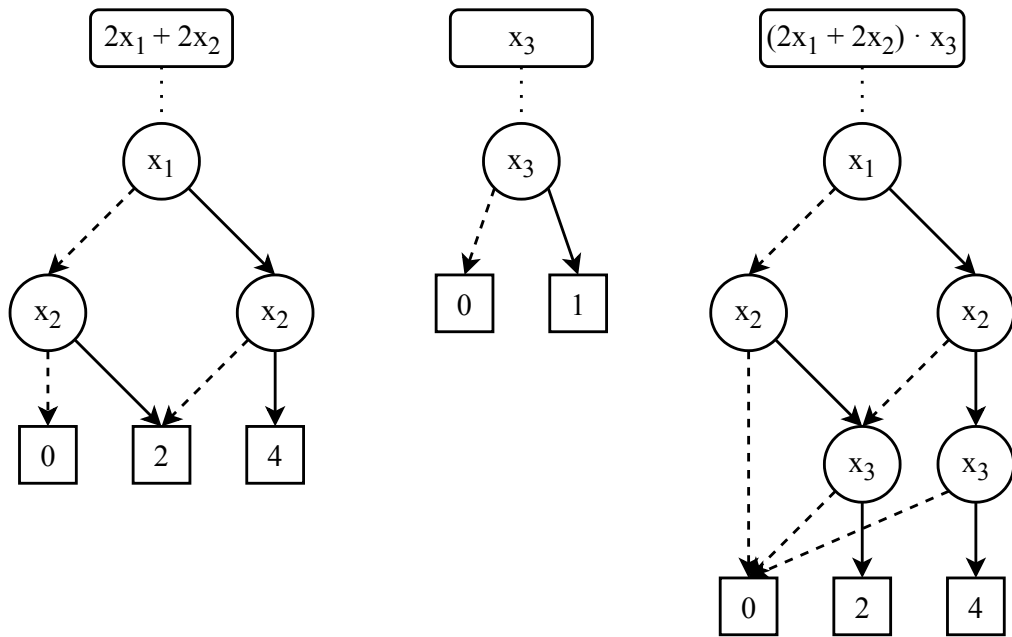 2x₁ + 2x₂
x₃
(2x₁ + 2x₂) · x₃
x₁
x₃
x₁
x₂
x₂
0
1
x₂
x₂
0
2
4
x₃
x₃
0
2
4